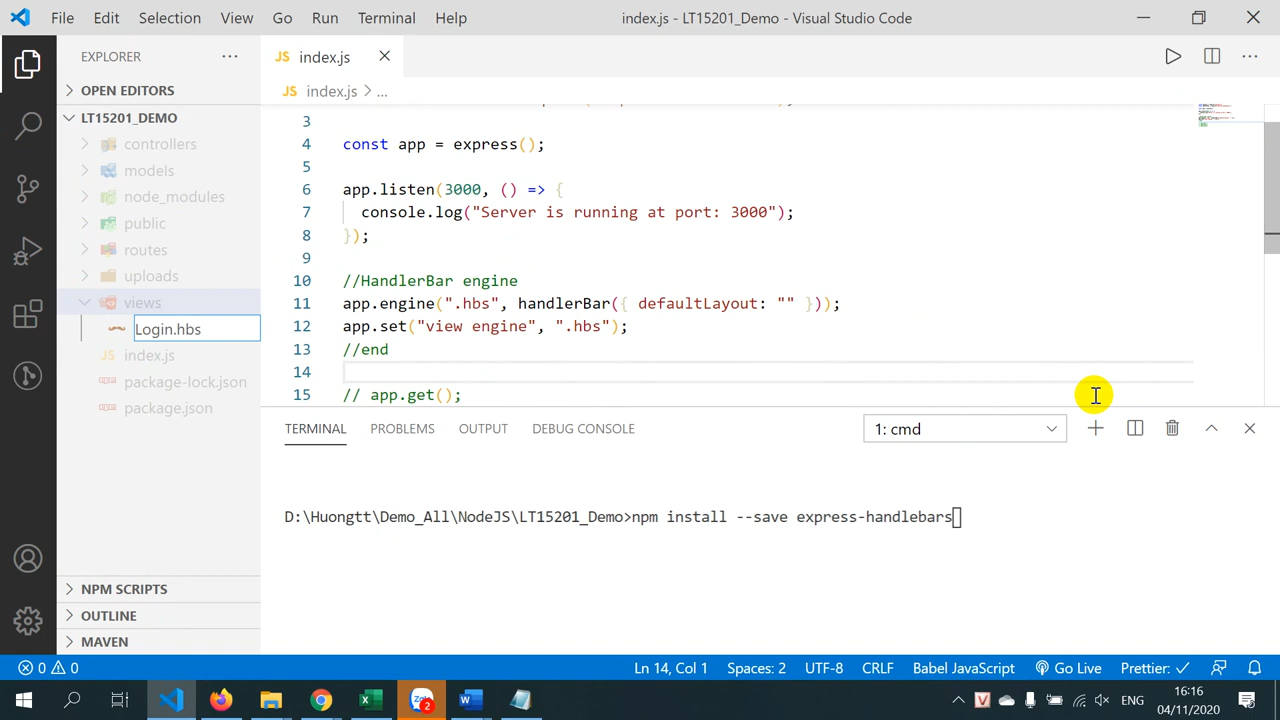 File Edit Selection View Go Run Terminal Help index.js - LT15201_Demo - Visual Studio Code
EXPLORER
JS index.js
OPEN EDITORS
JS index.js > ...
LT15201_DEMO
controllers
models
node_modules
public
routes
uploads
views
Login.hbs
JS index.js
package-lock.json
package.json
NPM SCRIPTS
OUTLINE
MAVEN
3
4 const app = express();
5
6 app.listen(3000, () => {
7 console.log("Server is running at port: 3000");
8 });
9
10 //HandlerBar engine
11 app.engine(".hbs", handlerBar({ defaultLayout: "" }));
12 app.set("view engine", ".hbs");
13 //end
14
15 // app.get();
TERMINAL PROBLEMS OUTPUT DEBUG CONSOLE 1: cmd
D:\Huongtt\Demo_All\NodeJS\LT15201_Demo>npm install --save express-handlebars
0 0 Ln 14, Col 1 Spaces: 2 UTF-8 CRLF Babel JavaScript Go Live Prettier: ✓
Zalo 2 V ENG 16:16
04/11/2020